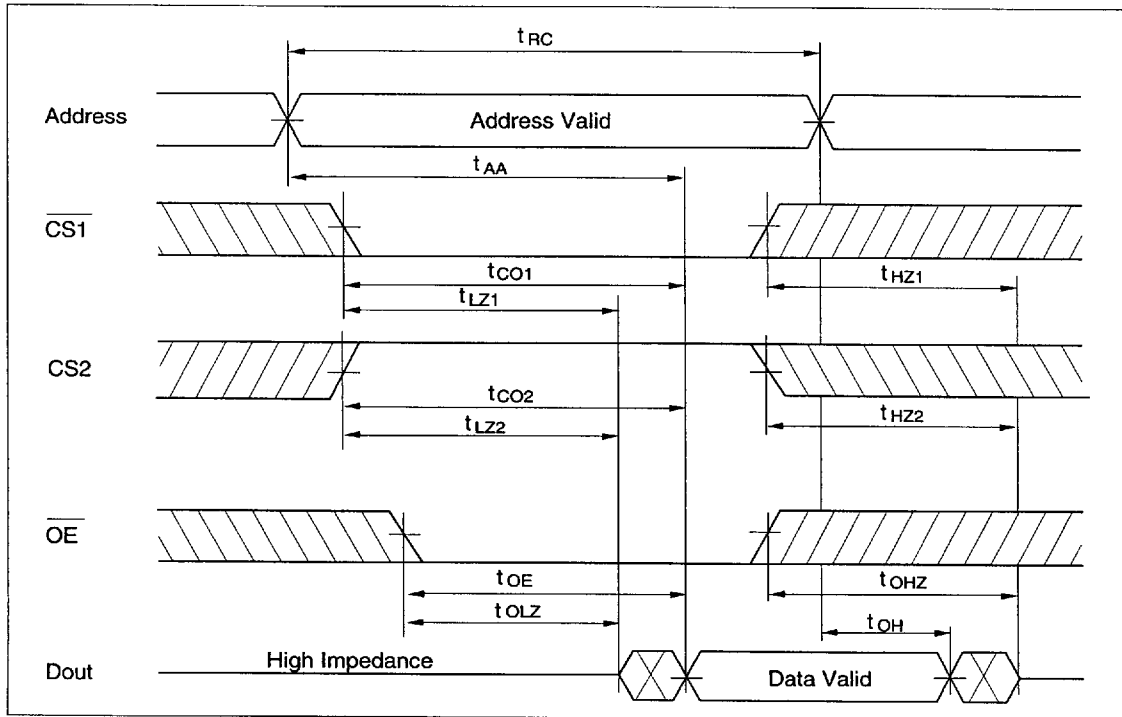 tRC
Address
Address Valid
tAA
CS1
tCO1
tHZ1
tLZ1
CS2
tCO2
tHZ2
tLZ2
OE
tOE
tOHZ
tOLZ
tOH
Dout
High Impedance
Data Valid